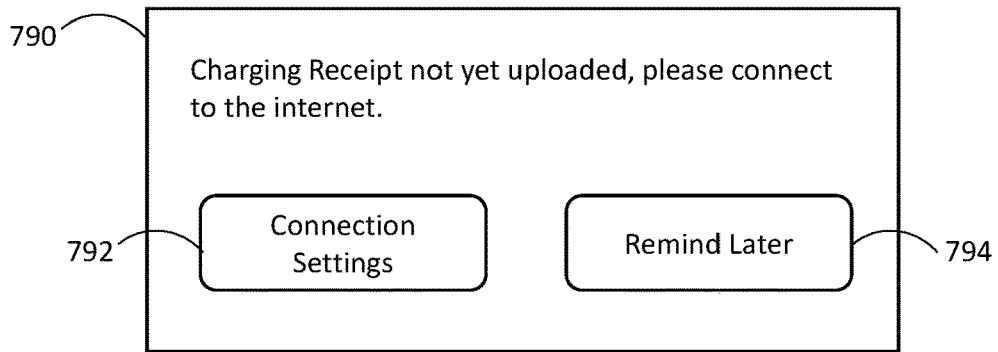 790
Charging Receipt not yet uploaded, please connect
to the internet.
792
Connection
Settings
Remind Later
794